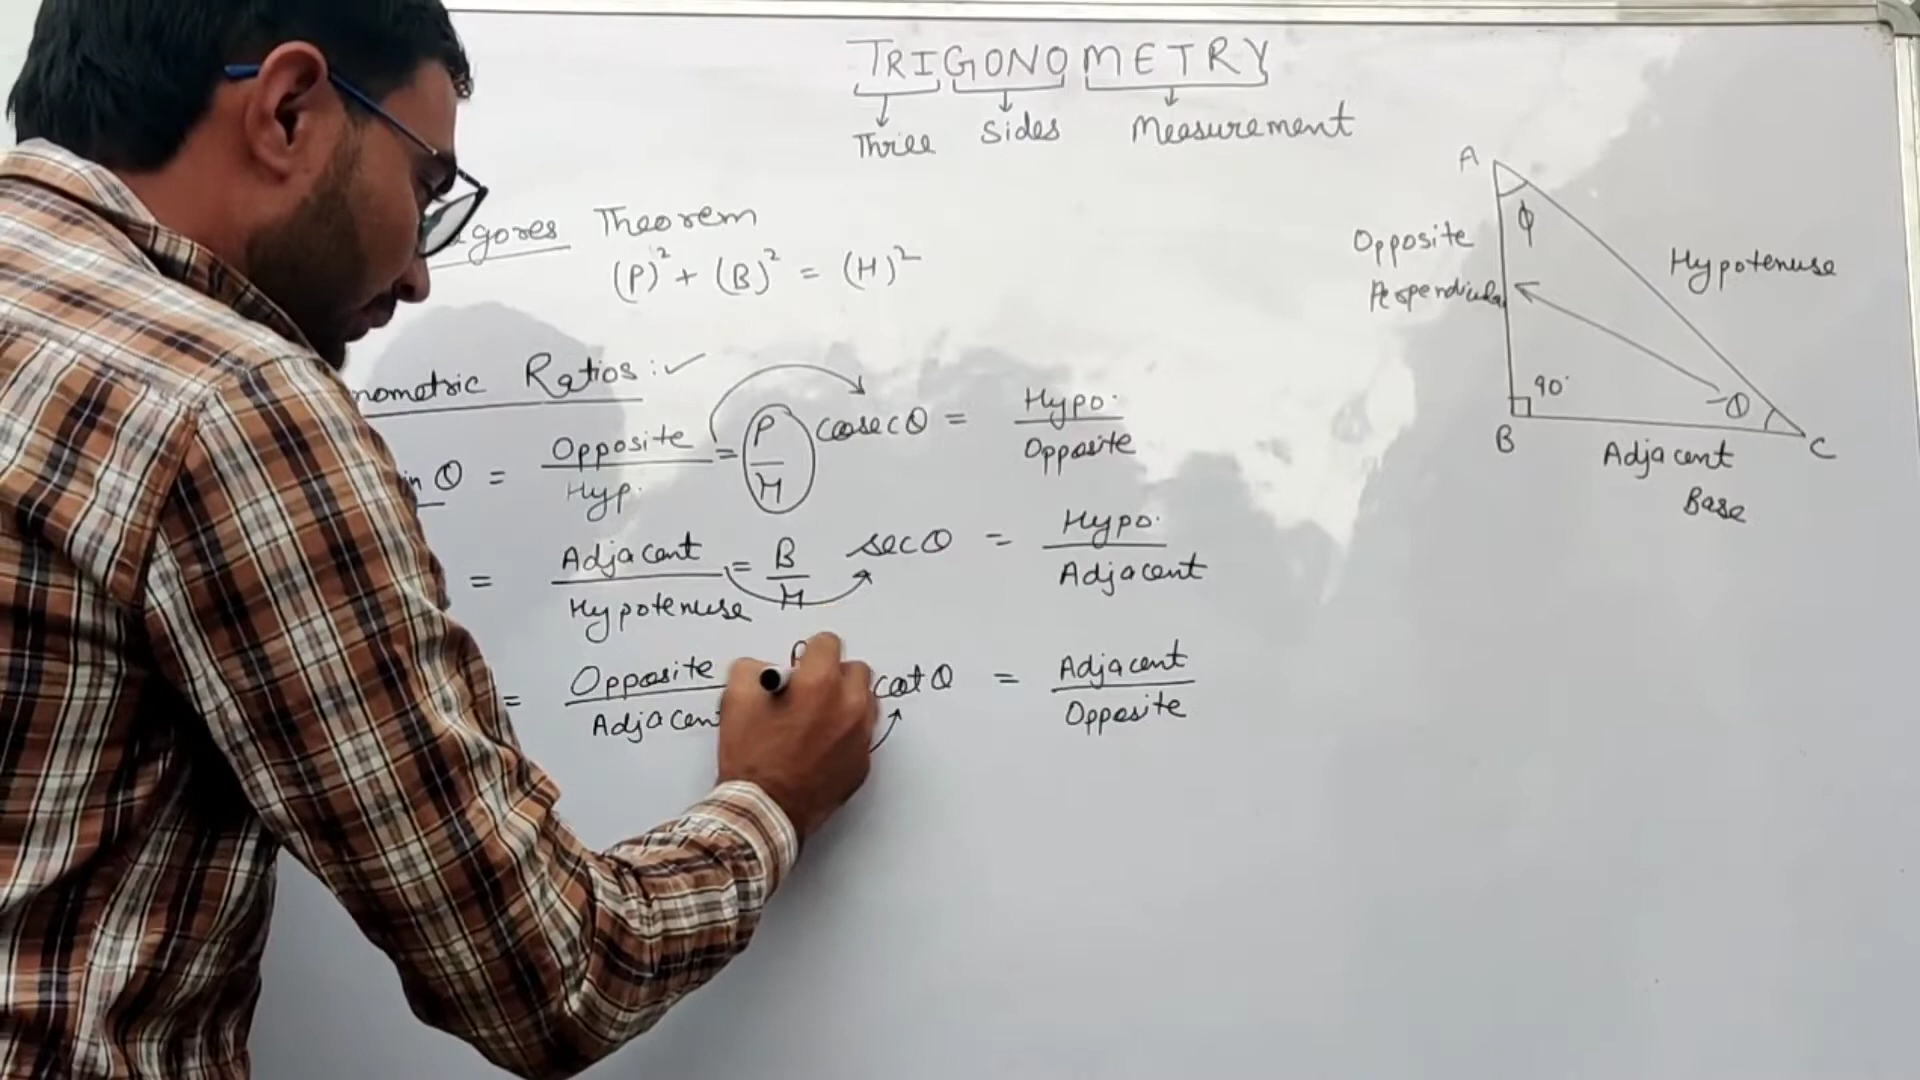 TRIGONOMETRY
Three Sides Measurement
gores Theorem
(P)² + (B)² = (H)²
nometric Ratios :
in θ = Opposite / Hyp. = P / H cosec θ = Hypo. / Opposite
= Adjacent / Hypotenuse = B / H sec θ = Hypo. / Adjacent
= Opposite / Adjacen cot θ = Adjacent / Opposite
A
ϕ
Opposite
Perpendicular
Hypotenuse
90°
θ
B
C
Adjacent
Base